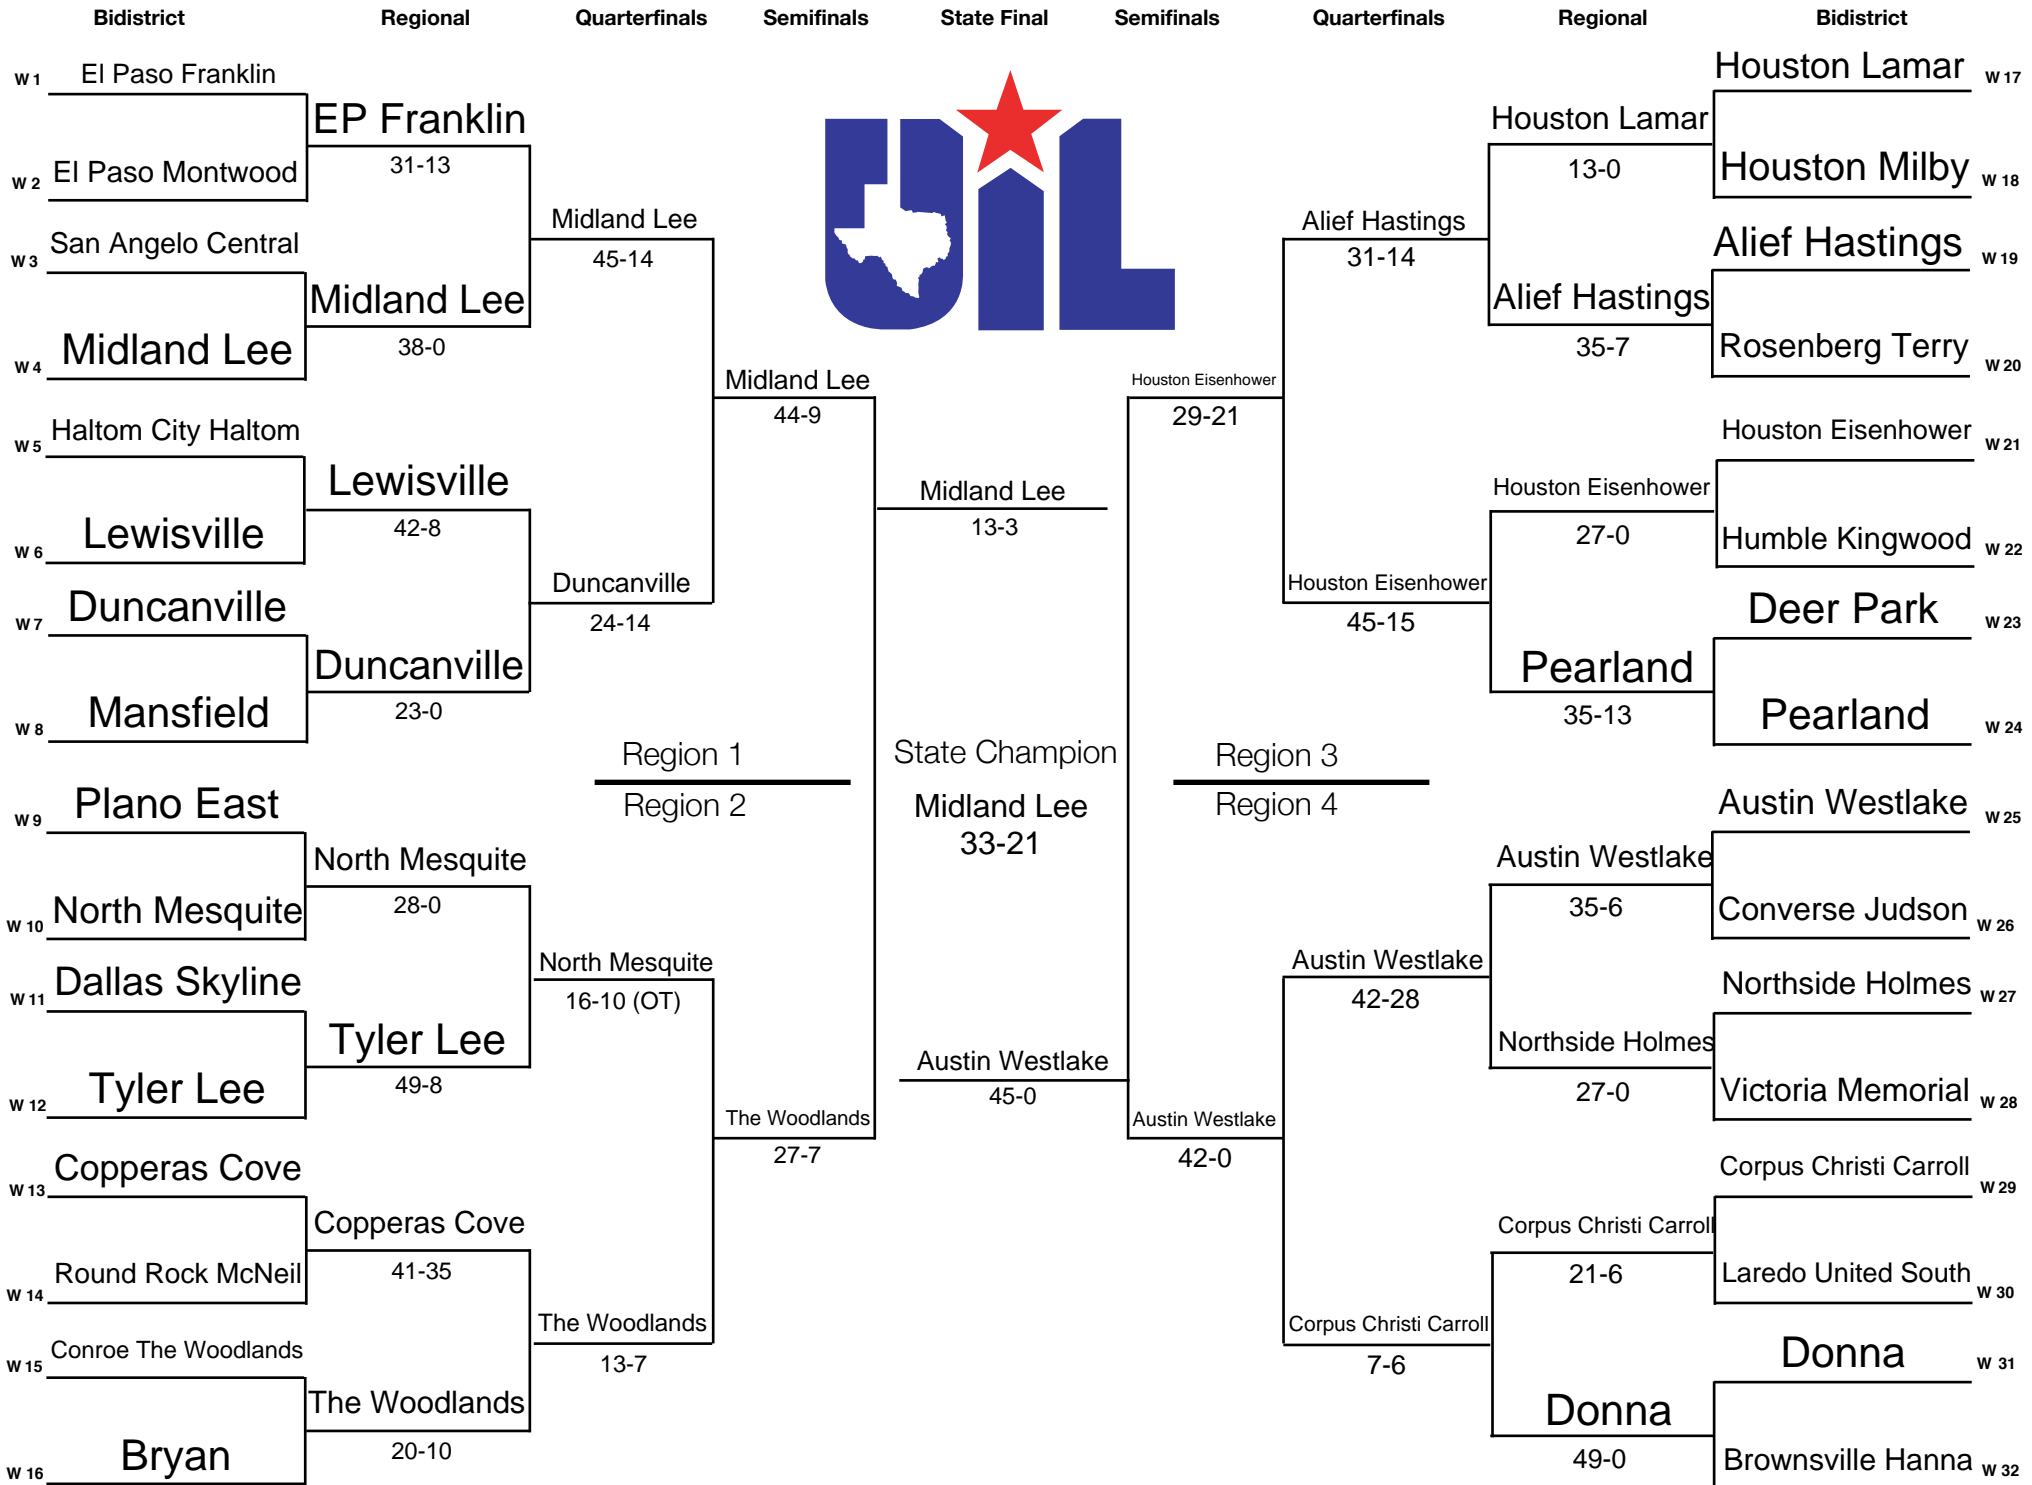 Bidistrict Regional Quarterfinals Semifinals State Final Semifinals Quarterfinals Regional Bidistrict
W 1 El Paso Franklin
EP Franklin
31-13
W 2 El Paso Montwood
Midland Lee
45-14
W 3 San Angelo Central
Midland Lee
38-0
W 4 Midland Lee
Midland Lee
44-9
W 5 Haltom City Haltom
Lewisville
42-8
W 6 Lewisville
Duncanville
24-14
W 7 Duncanville
Duncanville
23-0
W 8 Mansfield
Region 1
Region 2
W 9 Plano East
North Mesquite
28-0
W 10 North Mesquite
North Mesquite
16-10 (OT)
W 11 Dallas Skyline
Tyler Lee
49-8
W 12 Tyler Lee
The Woodlands
27-7
W 13 Copperas Cove
Copperas Cove
41-35
W 14 Round Rock McNeil
The Woodlands
13-7
W 15 Conroe The Woodlands
The Woodlands
20-10
W 16 Bryan
UIL
Midland Lee
13-3
State Champion
Midland Lee
33-21
Austin Westlake
45-0
Houston Lamar W 17
Houston Lamar
13-0
Houston Milby W 18
Alief Hastings
31-14
Alief Hastings W 19
Alief Hastings
35-7
Rosenberg Terry W 20
Houston Eisenhower
29-21
Houston Eisenhower W 21
Houston Eisenhower
27-0
Humble Kingwood W 22
Houston Eisenhower
45-15
Deer Park W 23
Pearland
35-13
Pearland W 24
Region 3
Region 4
Austin Westlake W 25
Austin Westlake
35-6
Converse Judson W 26
Austin Westlake
42-28
Northside Holmes W 27
Northside Holmes
27-0
Victoria Memorial W 28
Austin Westlake
42-0
Corpus Christi Carroll W 29
Corpus Christi Carroll
21-6
Laredo United South W 30
Corpus Christi Carroll
7-6
Donna W 31
Donna
49-0
Brownsville Hanna W 32